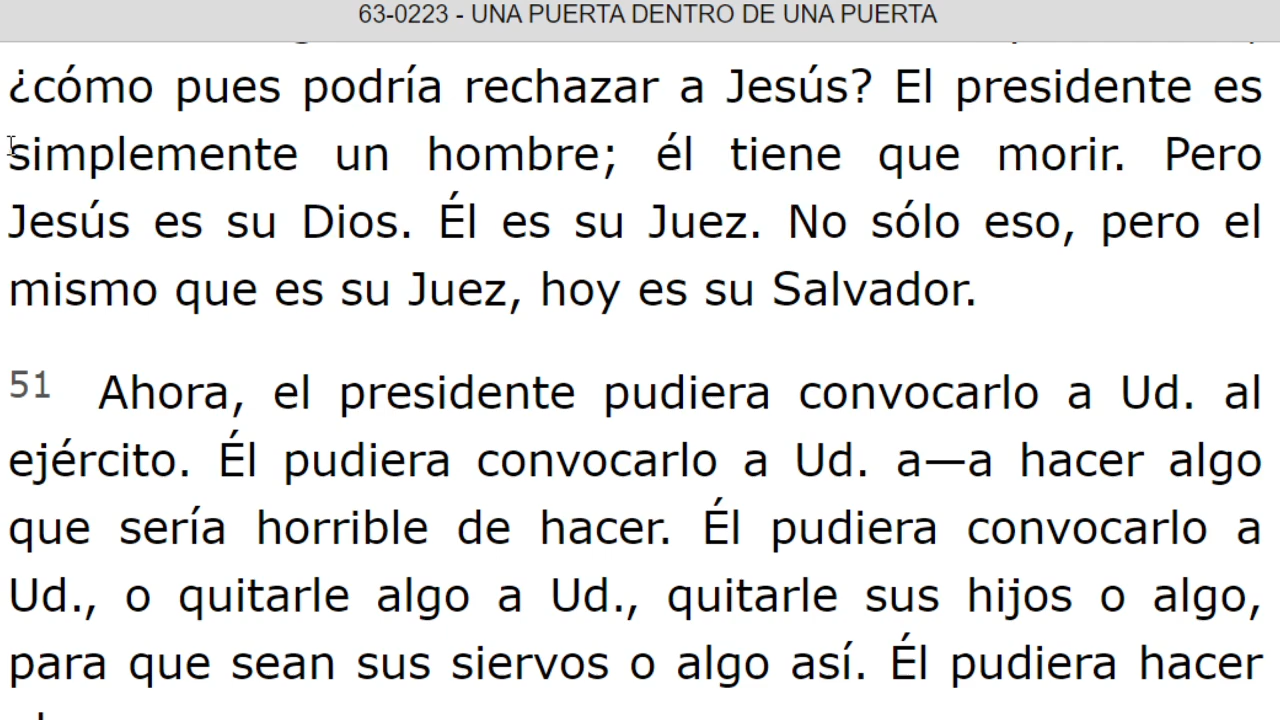 63-0223 - UNA PUERTA DENTRO DE UNA PUERTA
¿cómo pues podría rechazar a Jesús? El presidente es
simplemente un hombre; él tiene que morir. Pero
Jesús es su Dios. Él es su Juez. No sólo eso, pero el
mismo que es su Juez, hoy es su Salvador.
51 Ahora, el presidente pudiera convocarlo a Ud. al
ejército. Él pudiera convocarlo a Ud. a—a hacer algo
que sería horrible de hacer. Él pudiera convocarlo a
Ud., o quitarle algo a Ud., quitarle sus hijos o algo,
para que sean sus siervos o algo así. Él pudiera hacer